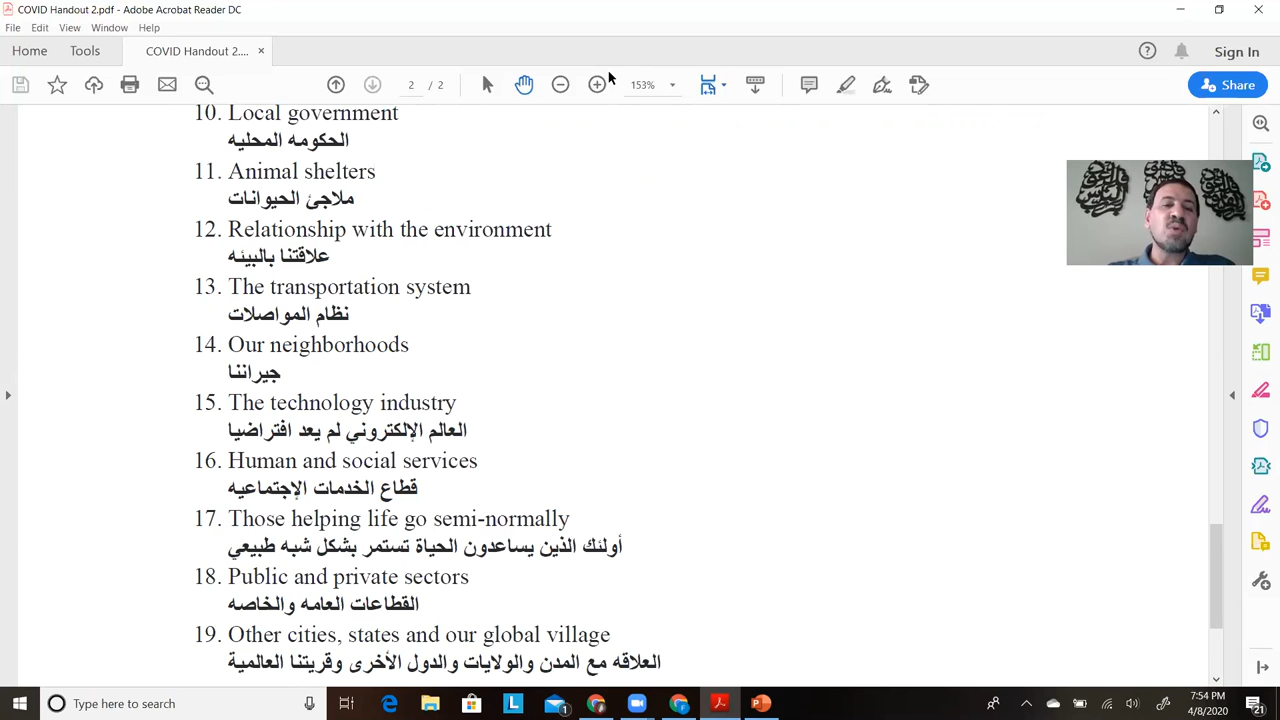 COVID Handout 2.pdf - Adobe Acrobat Reader DC
File Edit View Window Help
Home Tools COVID Handout 2.... × Sign In
2 / 2 153% Share
10. Local government
الحكومه المحليه
11. Animal shelters
ملاجئ الحيوانات
12. Relationship with the environment
علاقتنا بالبيئه
13. The transportation system
نظام المواصلات
14. Our neighborhoods
جيراننا
15. The technology industry
العالم الإلكتروني لم يعد افتراضيا
16. Human and social services
قطاع الخدمات الإجتماعيه
17. Those helping life go semi-normally
أولئك الذين يساعدون الحياة تستمر بشكل شبه طبيعي
18. Public and private sectors
القطاعات العامه والخاصه
19. Other cities, states and our global village
العلاقه مع المدن والولايات والدول الأخرى وقريتنا العالمية
Type here to search
7:54 PM
4/8/2020
21